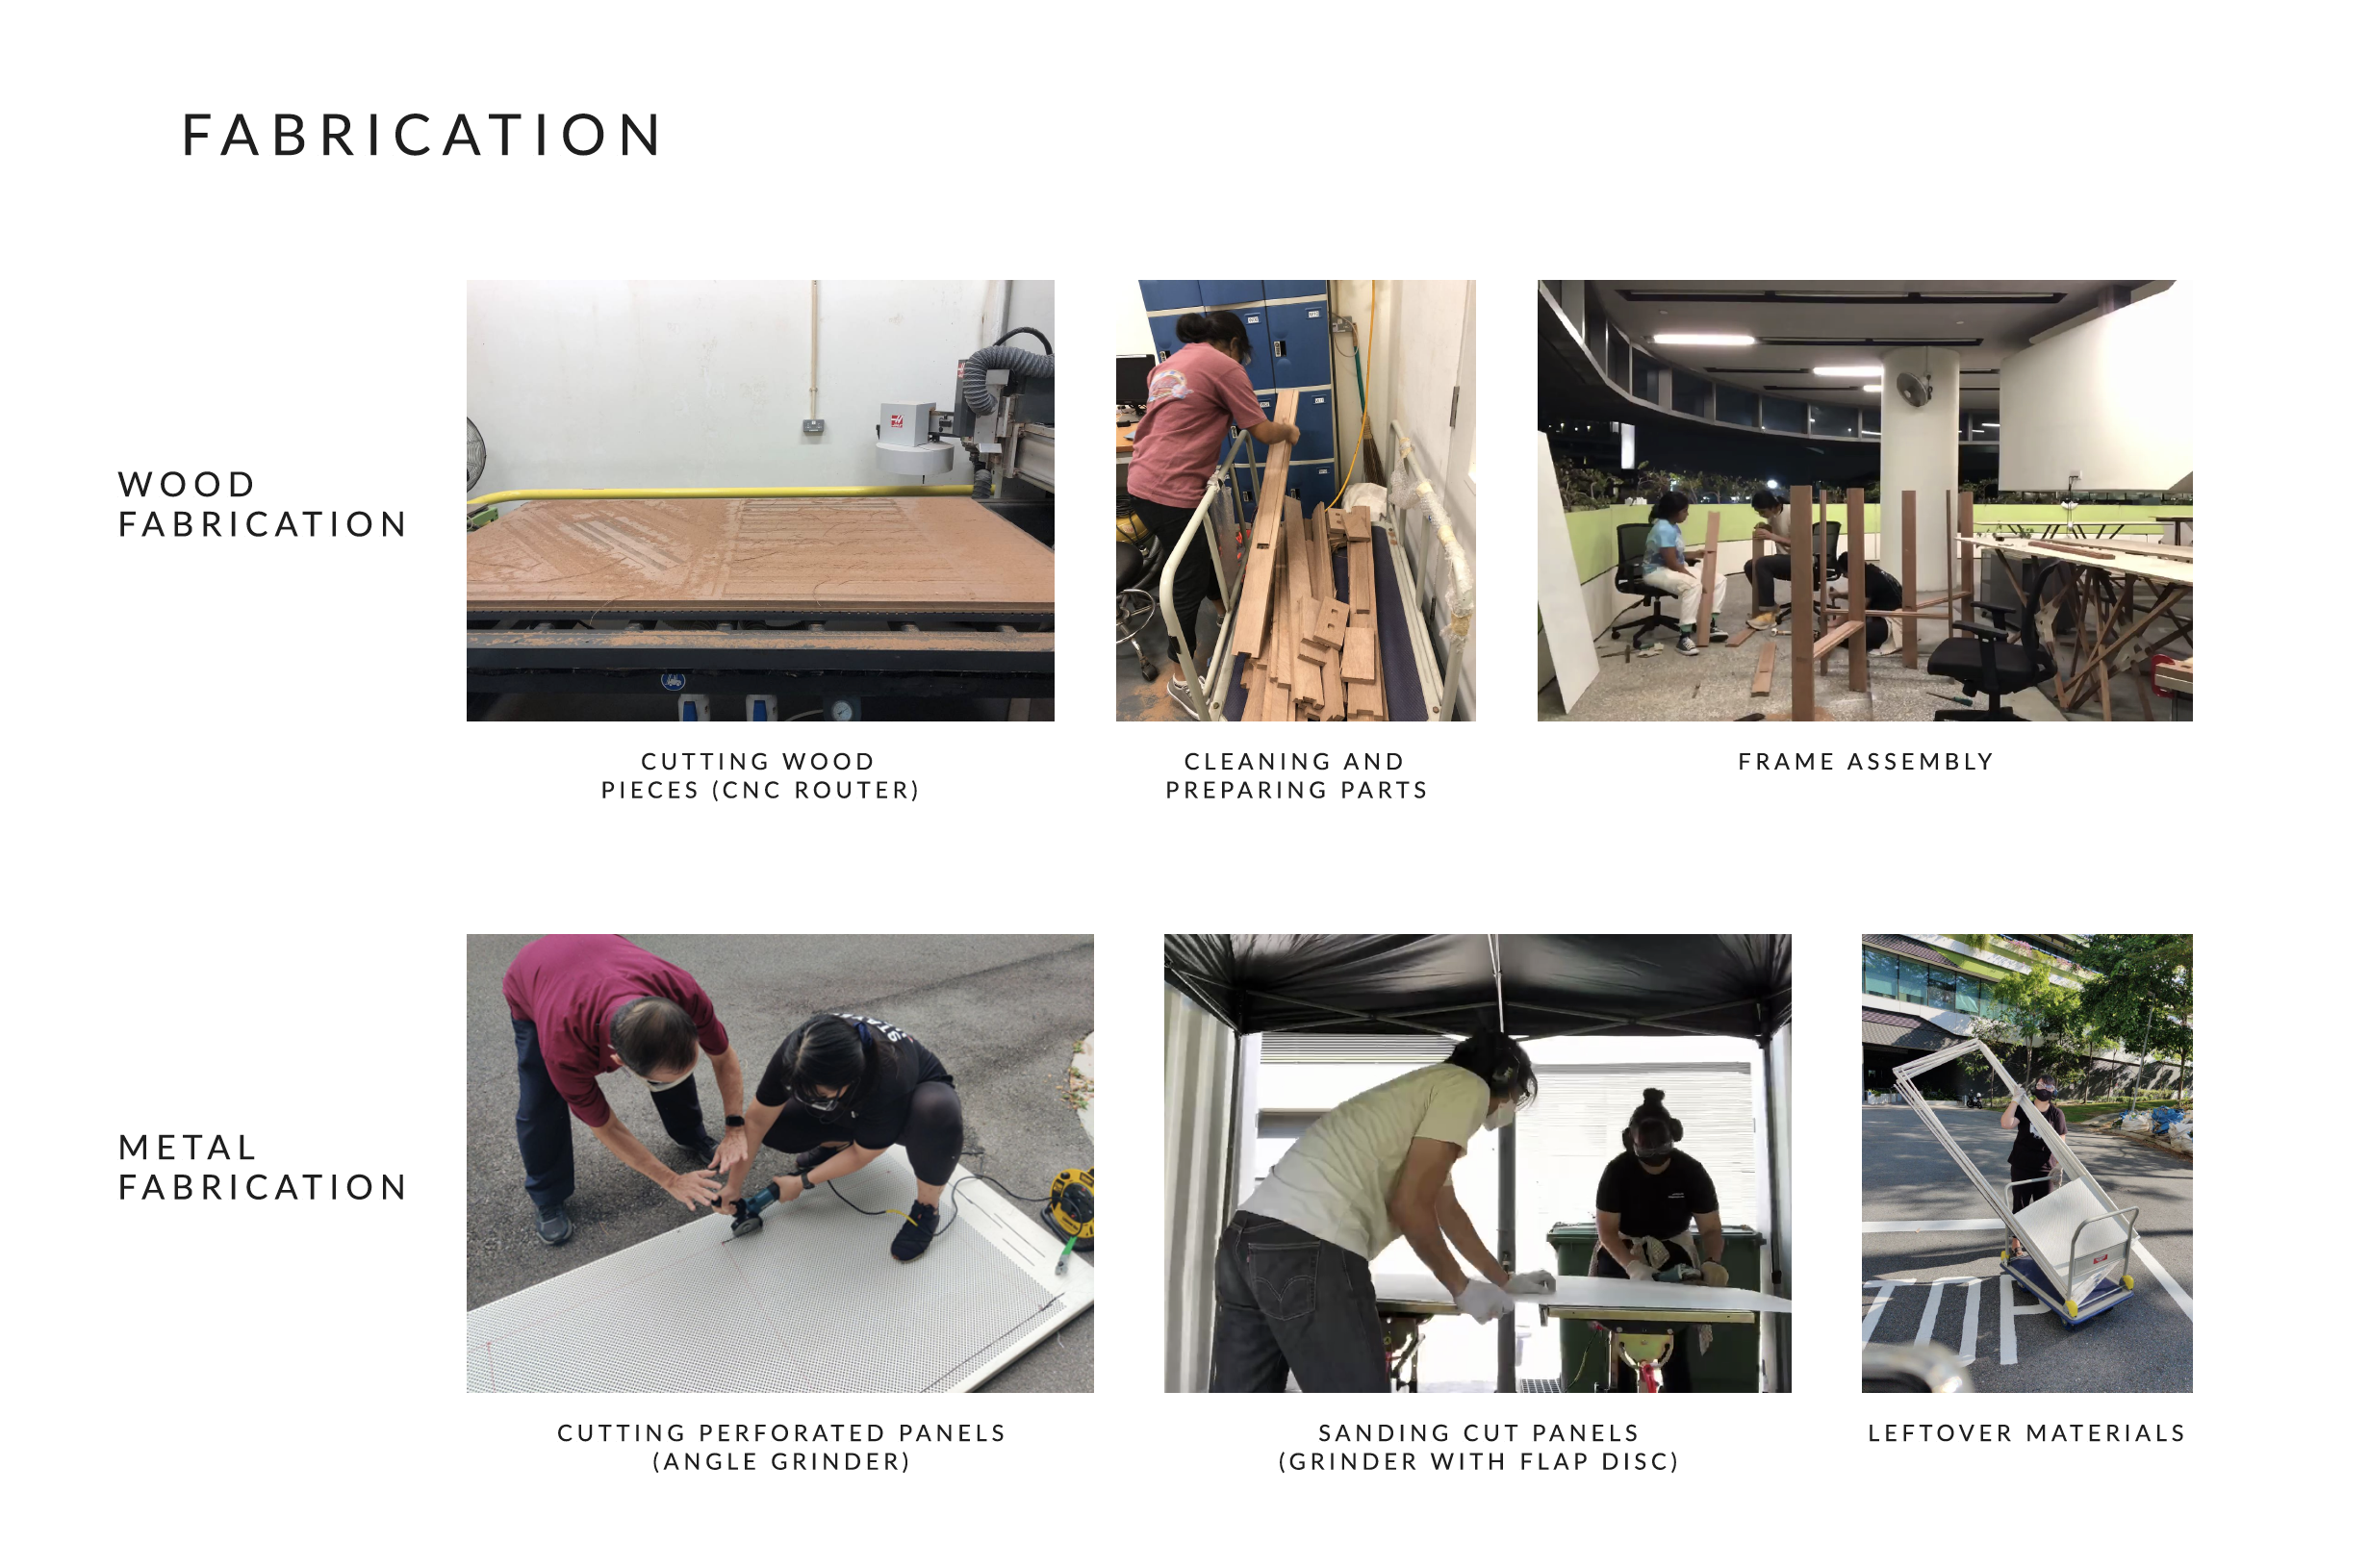 FABRICATION
WOOD
FABRICATION
CUTTING WOOD
PIECES (CNC ROUTER)
CLEANING AND
PREPARING PARTS
FRAME ASSEMBLY
METAL
FABRICATION
CUTTING PERFORATED PANELS
(ANGLE GRINDER)
SANDING CUT PANELS
(GRINDER WITH FLAP DISC)
LEFTOVER MATERIALS